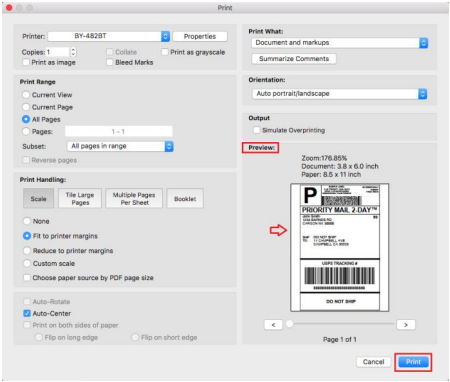 Print
Printer: BY-482BT Properties
Copies: 1 Collate Print as grayscale
Print as image Bleed Marks
Print Range
Current View
Current Page
All Pages
Pages: 1 - 1
Subset: All pages in range
Reverse pages
Print Handling:
Scale Tile Large Pages Multiple Pages Per Sheet Booklet
None
Fit to printer margins
Reduce to printer margins
Custom scale
Choose paper source by PDF page size
Auto-Rotate
Auto-Center
Print on both sides of paper
Flip on long edge Flip on short edge
Print What:
Document and markups
Summarize Comments
Orientation:
Auto portrait/landscape
Output
Simulate Overprinting
Preview:
Zoom:176.85%
Document: 3.8 x 6.0 inch
Paper: 8.5 x 11 inch
P
PRIORITY MAIL 2-DAY™
DO NOT SHIP
USPS TRACKING #
DO NOT SHIP
< >
Page 1 of 1
Cancel Print